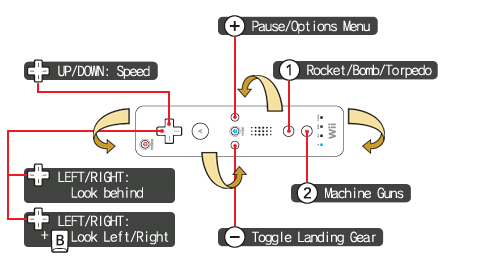 + Pause/Options Menu
UP/DOWN: Speed
1 Rocket/Bomb/Torpedo
A
Wii
LEFT/RIGHT:
Look behind
2 Machine Guns
LEFT/RIGHT:
+ B Look Left/Right
− Toggle Landing Gear